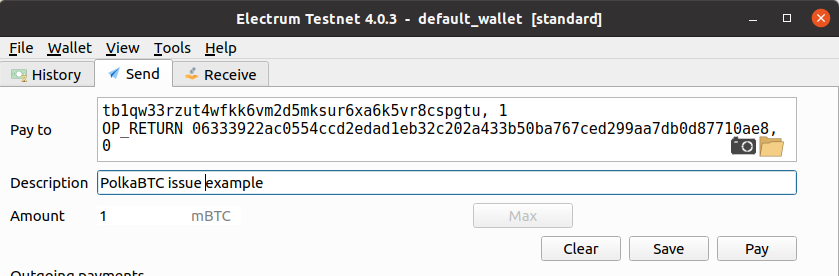 Electrum Testnet 4.0.3 - default_wallet [standard]
File Wallet View Tools Help
History Send Receive
Pay to
tb1qw33rzut4wfkk6vm2d5mksur6xa6k5vr8cspgtu, 1
OP_RETURN 06333922ac0554ccd2edad1eb32c202a433b50ba767ced299aa7db0d87710ae8,
0
Description PolkaBTC issue example
Amount 1 mBTC Max
Clear Save Pay
Outgoing payments